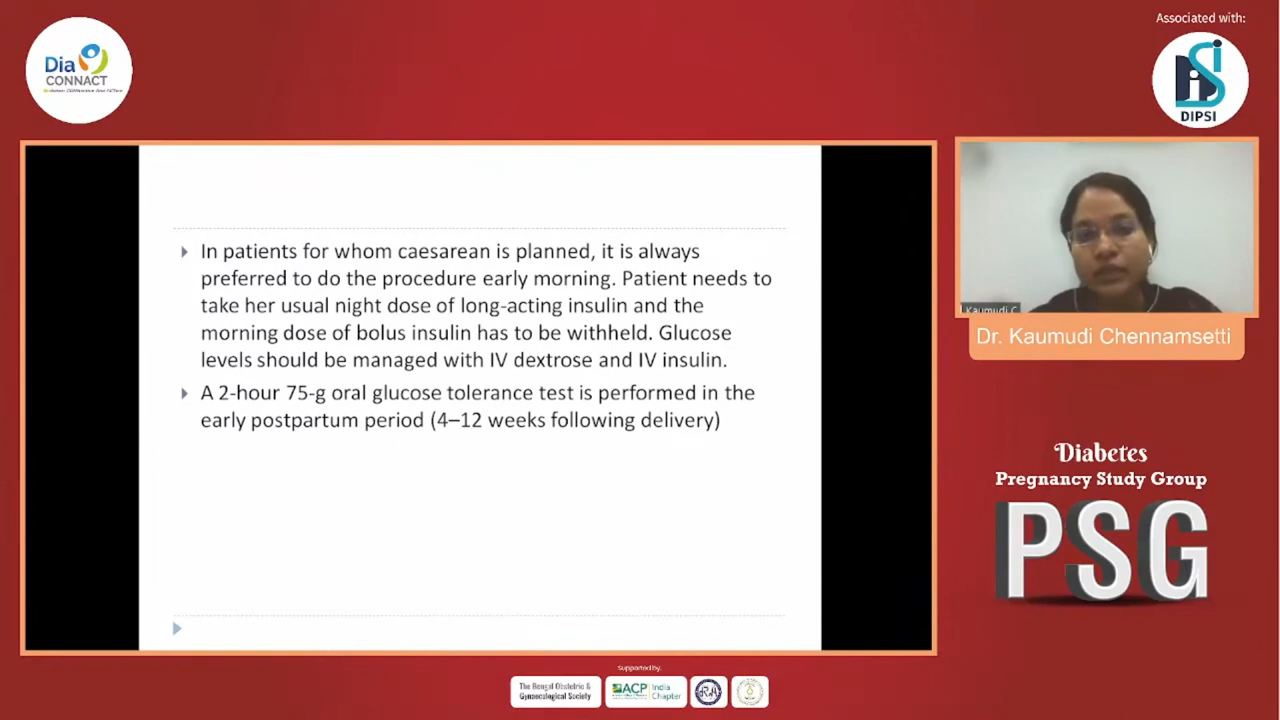 Associated with:
Dia
CONNACT
DIPSI
In patients for whom caesarean is planned, it is always
preferred to do the procedure early morning. Patient needs to
take her usual night dose of long-acting insulin and the
morning dose of bolus insulin has to be withheld. Glucose
levels should be managed with IV dextrose and IV insulin.
A 2-hour 75-g oral glucose tolerance test is performed in the
early postpartum period (4–12 weeks following delivery)
Kaumudi C
Dr. Kaumudi Chennamsetti
Diabetes
Pregnancy Study Group
PSG
Supported by:
The Bengal Obstetric &
Gynaecological Society
ACP
India
Chapter